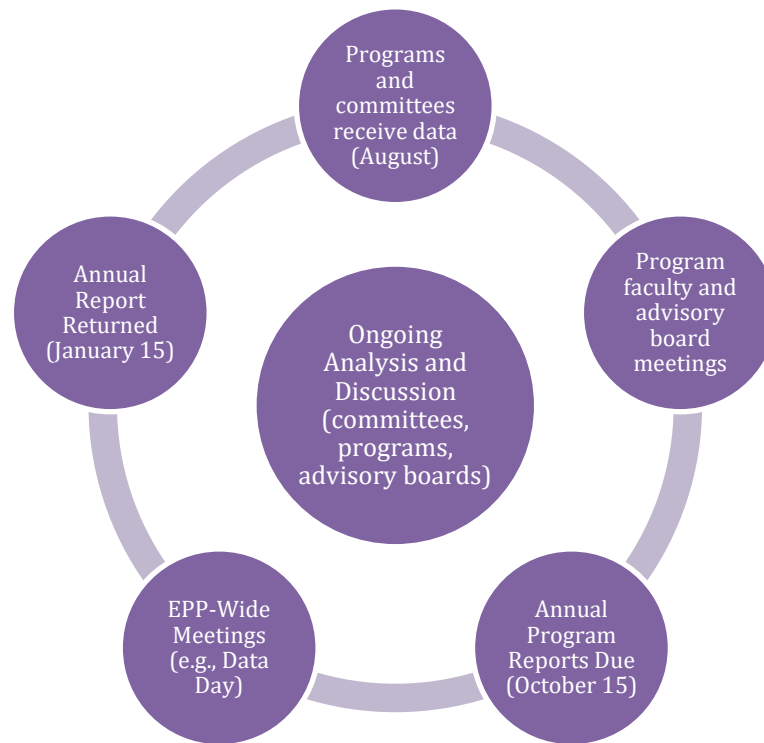 Programs
and
committees
receive data
(August)
Program
faculty and
advisory
board
meetings
Annual
Program
Reports Due
(October 15)
EPP-Wide
Meetings
(e.g., Data
Day)
Annual
Report
Returned
(January 15)
Ongoing
Analysis and
Discussion
(committees,
programs,
advisory boards)